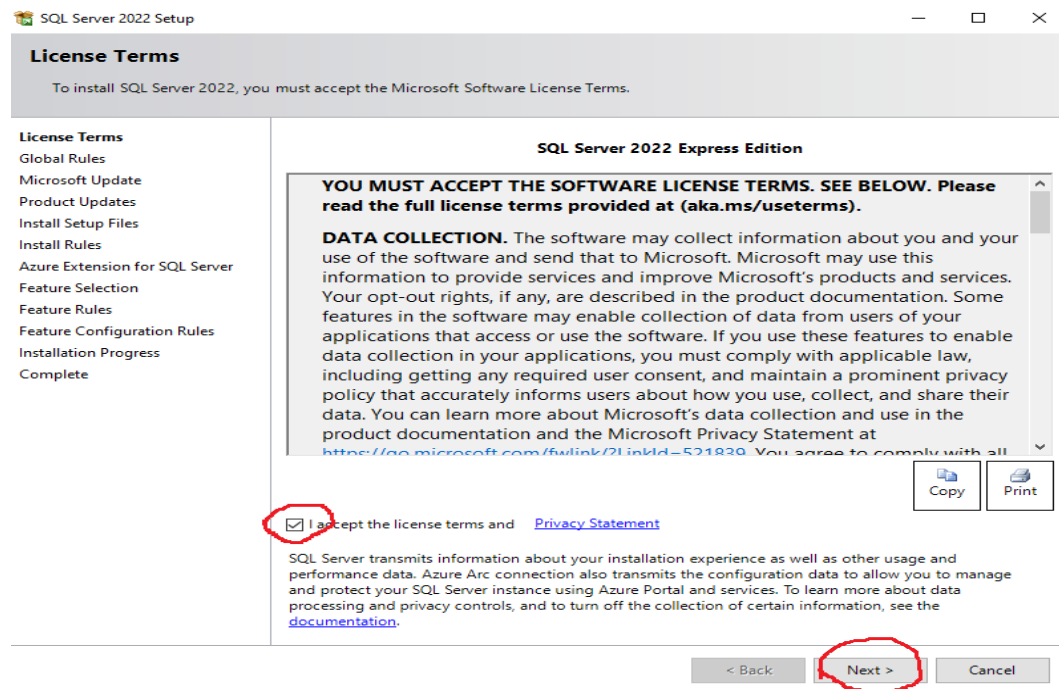 SQL Server 2022 Setup
License Terms
To install SQL Server 2022, you must accept the Microsoft Software License Terms.
License Terms
Global Rules
Microsoft Update
Product Updates
Install Setup Files
Install Rules
Azure Extension for SQL Server
Feature Selection
Feature Rules
Feature Configuration Rules
Installation Progress
Complete
SQL Server 2022 Express Edition
YOU MUST ACCEPT THE SOFTWARE LICENSE TERMS. SEE BELOW. Please
read the full license terms provided at (aka.ms/useterms).
DATA COLLECTION. The software may collect information about you and your
use of the software and send that to Microsoft. Microsoft may use this
information to provide services and improve Microsoft's products and services.
Your opt-out rights, if any, are described in the product documentation. Some
features in the software may enable collection of data from users of your
applications that access or use the software. If you use these features to enable
data collection in your applications, you must comply with applicable law,
including getting any required user consent, and maintain a prominent privacy
policy that accurately informs users about how you use, collect, and share their
data. You can learn more about Microsoft's data collection and use in the
product documentation and the Microsoft Privacy Statement at
https://go.microsoft.com/fwlink/?LinkId=521839. You agree to comply with all
Copy
Print
I accept the license terms and Privacy Statement
SQL Server transmits information about your installation experience as well as other usage and
performance data. Azure Arc connection also transmits the configuration data to allow you to manage
and protect your SQL Server instance using Azure Portal and services. To learn more about data
processing and privacy controls, and to turn off the collection of certain information, see the
documentation.
< Back
Next >
Cancel